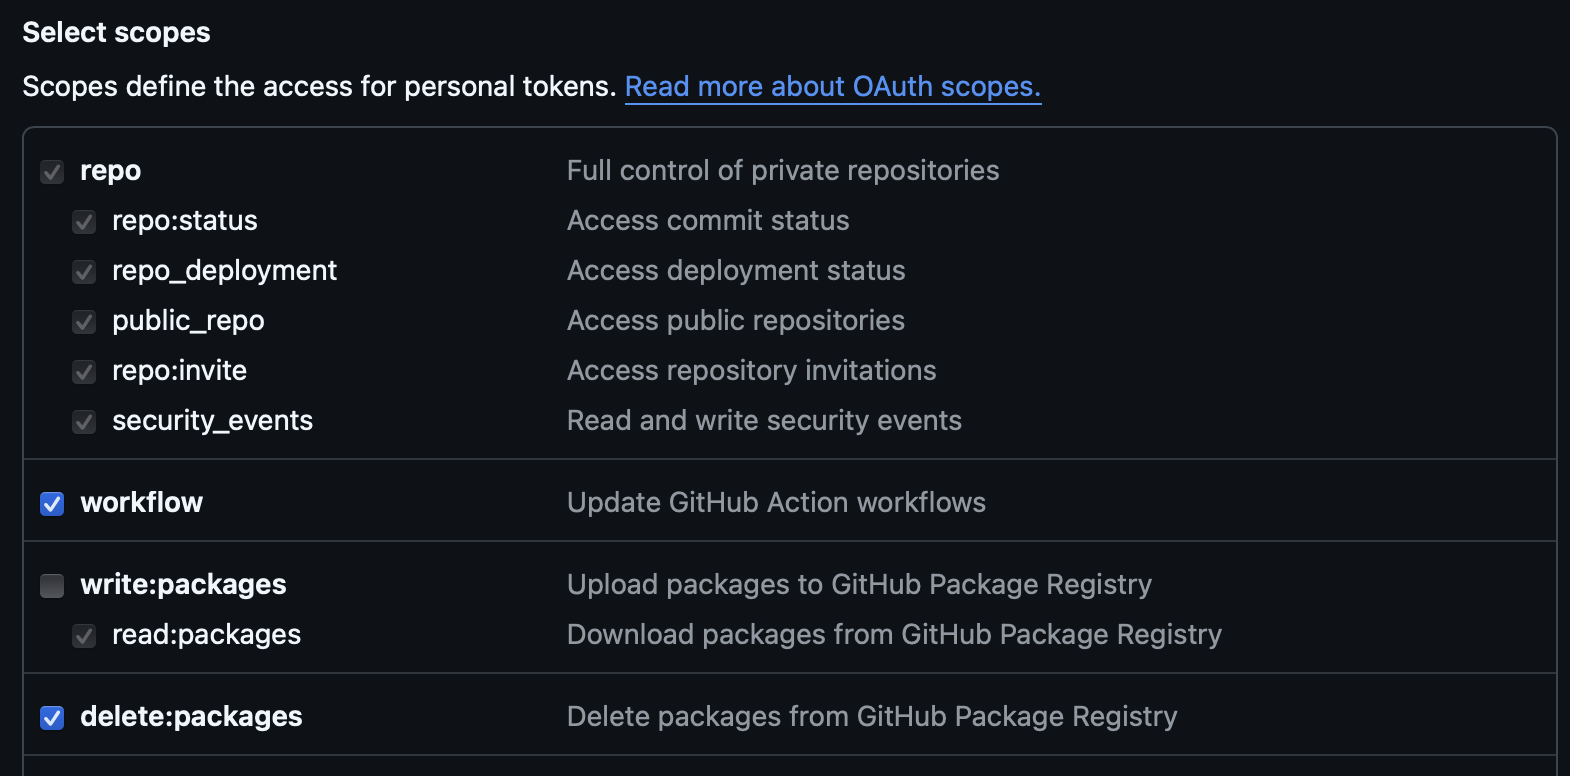 Select scopes
Scopes define the access for personal tokens. Read more about OAuth scopes.
repo Full control of private repositories
repo:status Access commit status
repo_deployment Access deployment status
public_repo Access public repositories
repo:invite Access repository invitations
security_events Read and write security events
workflow Update GitHub Action workflows
write:packages Upload packages to GitHub Package Registry
read:packages Download packages from GitHub Package Registry
delete:packages Delete packages from GitHub Package Registry